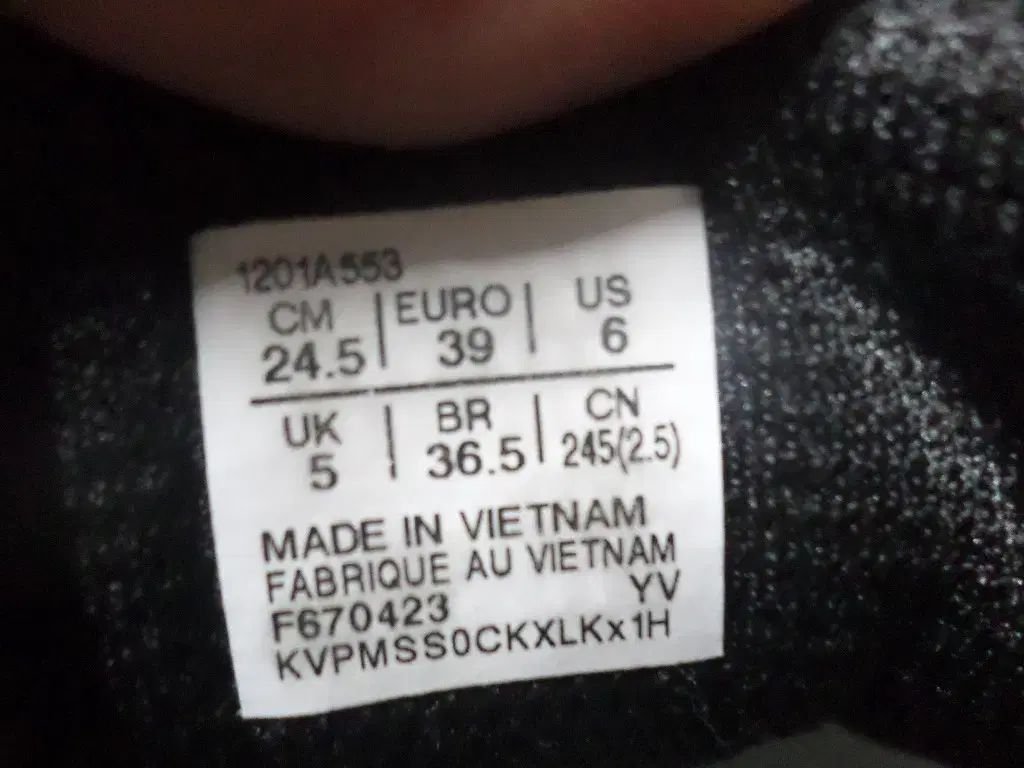 1201A553
CM | EURO | US
24.5 | 39 | 6
UK | BR | CN
5 | 36.5 | 245(2.5)
MADE IN VIETNAM
FABRIQUE AU VIETNAM
F670423 YV
KVPMSS0CKXLKx1H